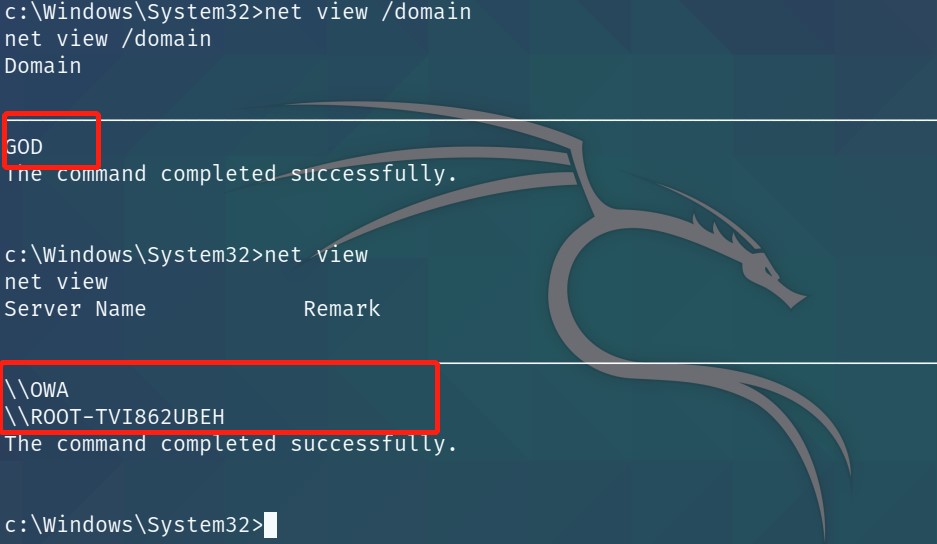 c:\Windows\System32>net view /domain
net view /domain
Domain
GOD
The command completed successfully.
c:\Windows\System32>net view
net view
Server Name            Remark
\\OWA
\\ROOT-TVI862UBEH
The command completed successfully.
c:\Windows\System32>